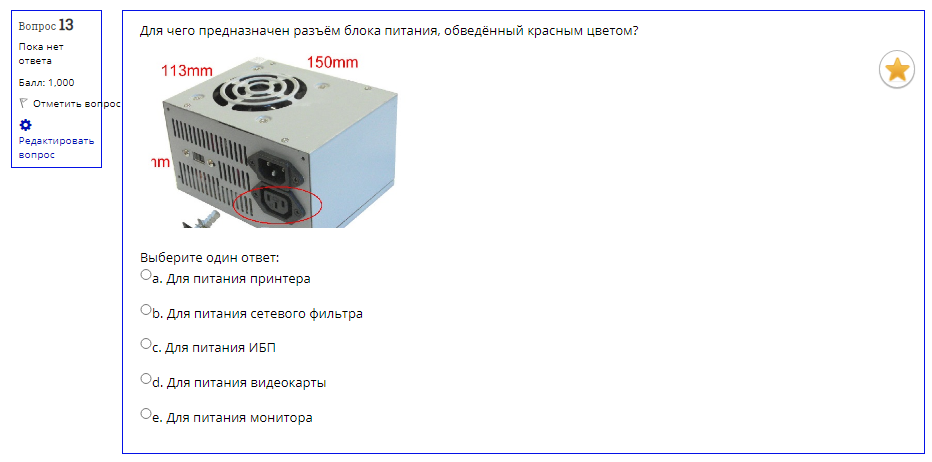 Вопрос 13
Пока нет
ответа
Балл: 1,000
Отметить вопрос
Редактировать
вопрос
Для чего предназначен разъём блока питания, обведённый красным цветом?
113mm
150mm
mm
Выберите один ответ:
a. Для питания принтера
b. Для питания сетевого фильтра
c. Для питания ИБП
d. Для питания видеокарты
e. Для питания монитора